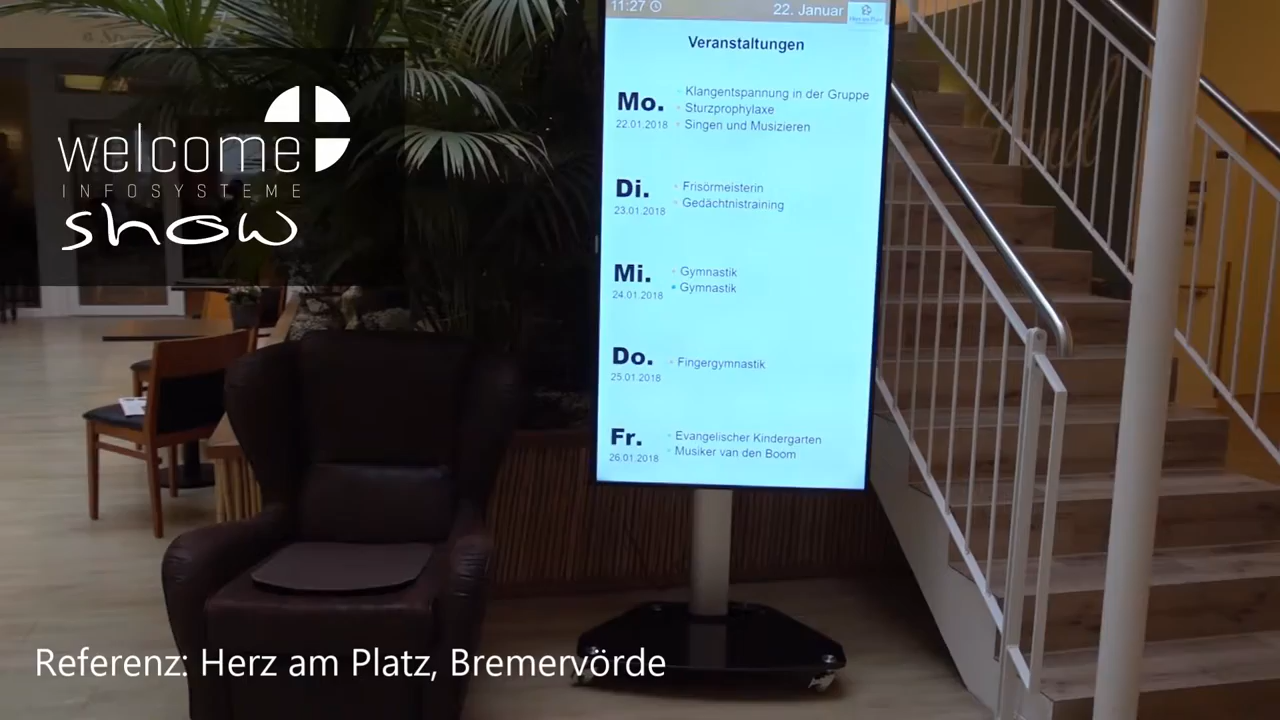 11:27
22. Januar
Veranstaltungen
Mo.
22.01.2018
Klangentspannung in der Gruppe
Sturzprophylaxe
Singen und Musizieren
Di.
23.01.2018
Frisörmeisterin
Gedächtnistraining
Mi.
24.01.2018
Gymnastik
Gymnastik
Do.
25.01.2018
Fingergymnastik
Fr.
26.01.2018
Evangelischer Kindergarten
Musiker van den Boom
welcome
INFOSYSTEME
show
Referenz: Herz am Platz, Bremervörde